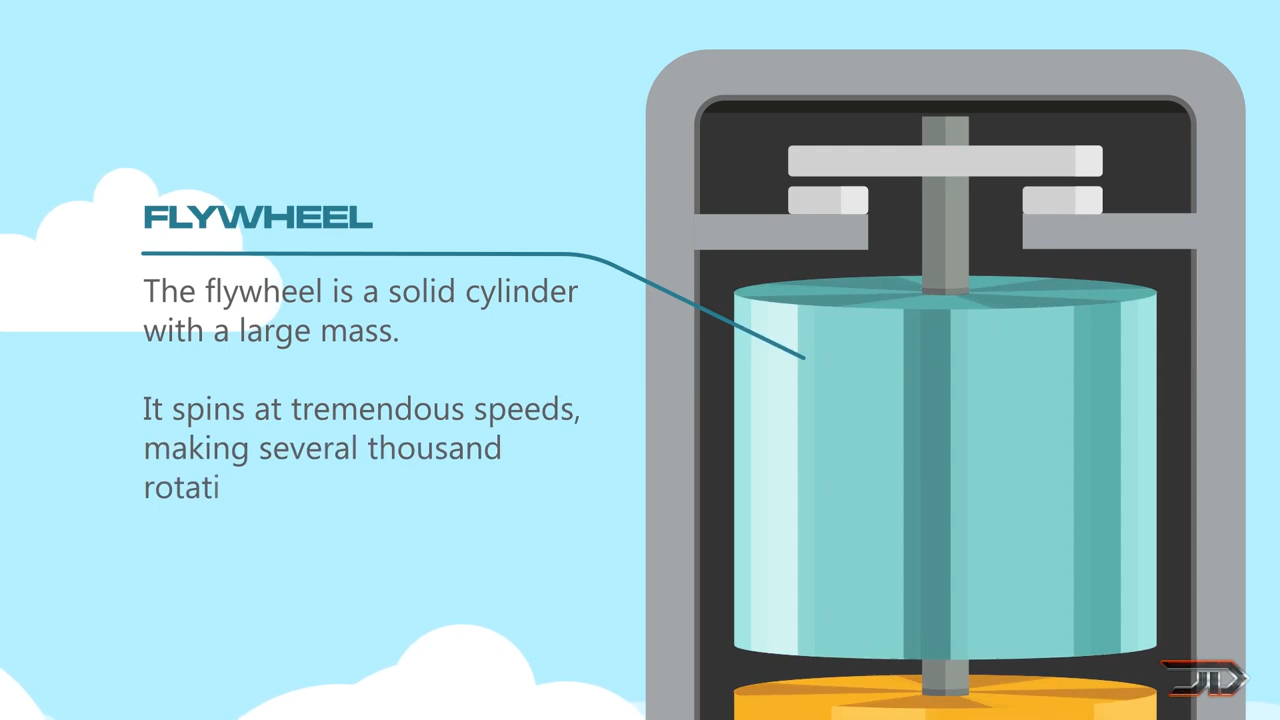 FLYWHEEL
The flywheel is a solid cylinder
with a large mass.
It spins at tremendous speeds,
making several thousand
rotati